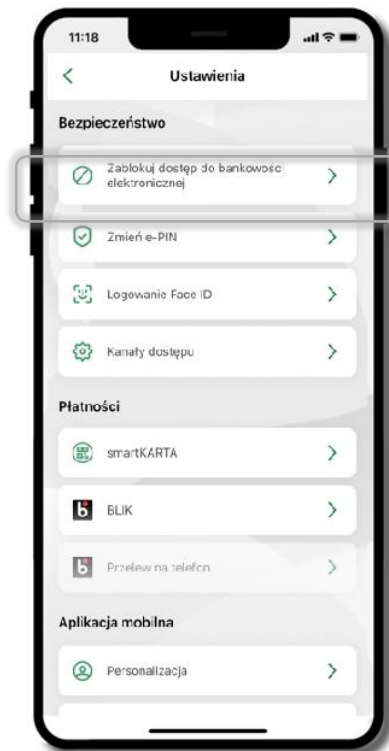 11:18
Ustawienia
Bezpieczeństwo
Zablokuj dostęp do bankowości
elektronicznej
Zmień e-PIN
Logowanie Face ID
Kanały dostępu
Płatności
smartKARTA
BLIK
Przelew na telefon
Aplikacja mobilna
Personalizacja